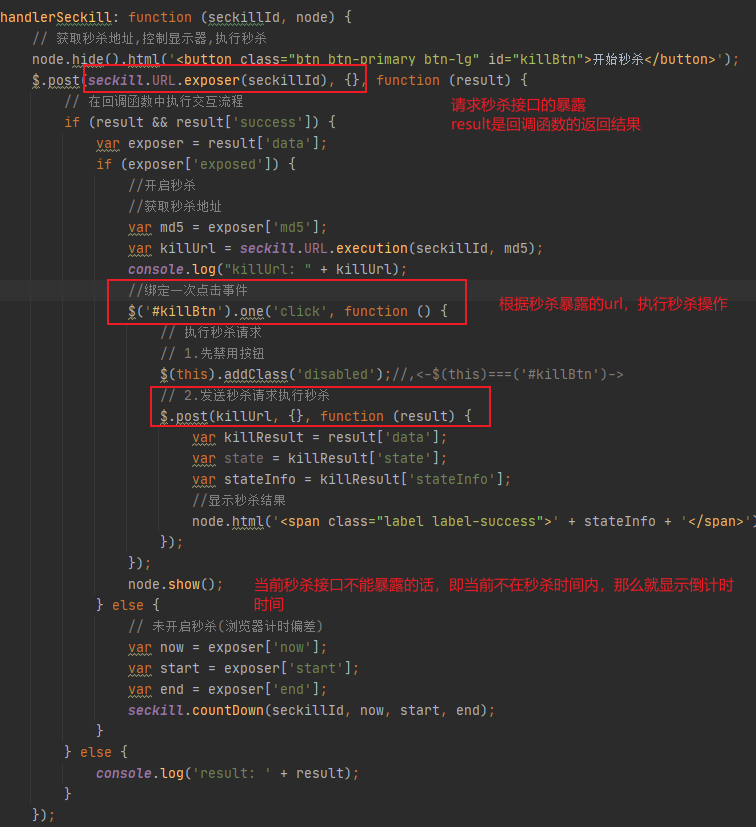 handlerSeckill: function (seckillId, node) {
// 获取秒杀地址,控制显示器,执行秒杀
node.hide().html('<button class="btn btn-primary btn-lg" id="killBtn">开始秒杀</button>');
$.post(seckill.URL.exposer(seckillId), {}, function (result) {
// 在回调函数中执行交互流程
请求秒杀接口的暴露
if (result && result['success']) {
result是回调函数的返回结果
var exposer = result['data'];
if (exposer['exposed']) {
//开启秒杀
//获取秒杀地址
var md5 = exposer['md5'];
var killUrl = seckill.URL.execution(seckillId, md5);
console.log("killUrl: " + killUrl);
//绑定一次点击事件
$('#killBtn').one('click', function () {
根据秒杀暴露的url，执行秒杀操作
// 执行秒杀请求
// 1.先禁用按钮
$(this).addClass('disabled');//,<-$(this)===('#killBtn')->
// 2.发送秒杀请求执行秒杀
$.post(killUrl, {}, function (result) {
var killResult = result['data'];
var state = killResult['state'];
var stateInfo = killResult['stateInfo'];
//显示秒杀结果
node.html('<span class="label label-success">' + stateInfo + '</span>')
});
});
node.show();
当前秒杀接口不能暴露的话，即当前不在秒杀时间内，那么就显示倒计时
时间
} else {
// 未开启秒杀(浏览器计时偏差)
var now = exposer['now'];
var start = exposer['start'];
var end = exposer['end'];
seckill.countDown(seckillId, now, start, end);
}
} else {
console.log('result: ' + result);
}
});